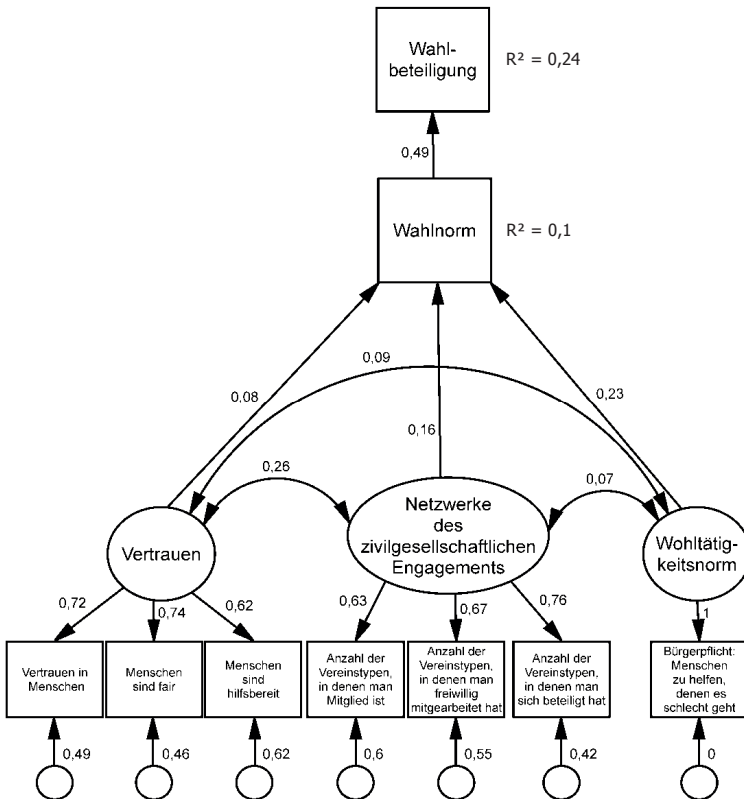 Wahl-
beteiligung
R² = 0,24
0,49
Wahlnorm
R² = 0,1
0,09
0,08
0,23
0,16
0,26
0,07
Vertrauen
Netzwerke
des
zivilgesellschaftlichen
Engagements
Wohltätig-
keitsnorm
0,72
0,74
0,62
0,63
0,67
0,76
1
Vertrauen in
Menschen
Menschen
sind fair
Menschen
sind
hilfsbereit
Anzahl der
Vereinstypen,
in denen man
Mitglied ist
Anzahl der
Vereinstypen,
in denen man
freiwillig
mitgearbeitet hat
Anzahl der
Vereinstypen,
in denen man
sich beteiligt hat
Bürgerpflicht:
Menschen
zu helfen,
denen es
schlecht geht
0,49
0,46
0,62
0,6
0,55
0,42
0